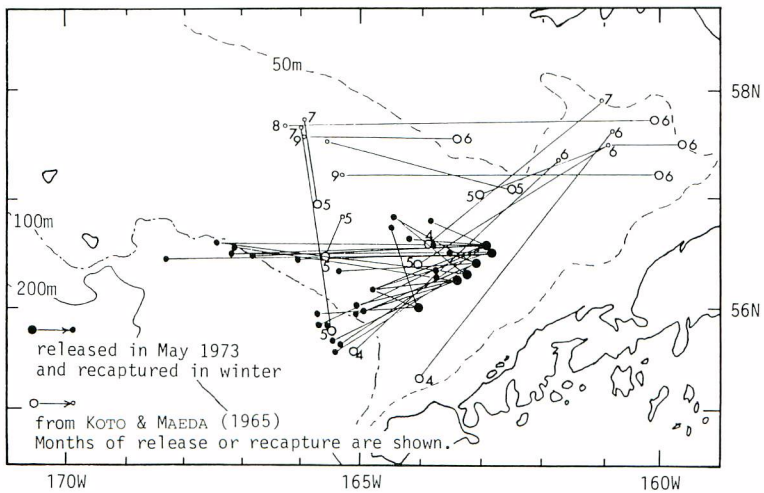 50m
58N
7
8
7
7
9
6
6
6
6
6
9
6
5
5
5
5
4
5
5
4
4
100m
200m
56N
released in May 1973
and recaptured in winter
from KOTO & MAEDA (1965)
Months of release or recapture are shown.
170W
165W
160W